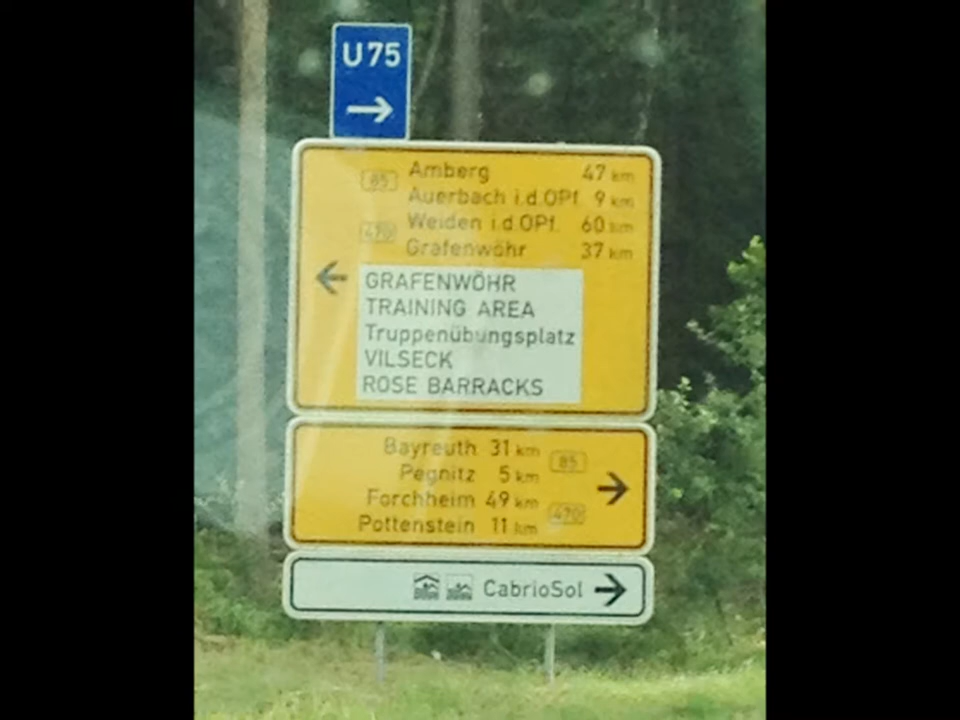 U75
85 Amberg 47 km
Auerbach i.d.OPf 9 km
470 Weiden i.d.OPf. 60 km
Grafenwöhr 37 km
GRAFENWÖHR
TRAINING AREA
Truppenübungsplatz
VILSECK
ROSE BARRACKS
Bayreuth 31 km 85
Pegnitz 5 km
Forchheim 49 km 470
Pottenstein 11 km
CabrioSol